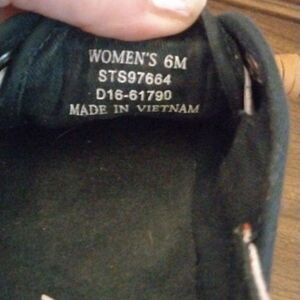 WOMEN'S 6M
STS97664
D16-61790
MADE IN VIETNAM